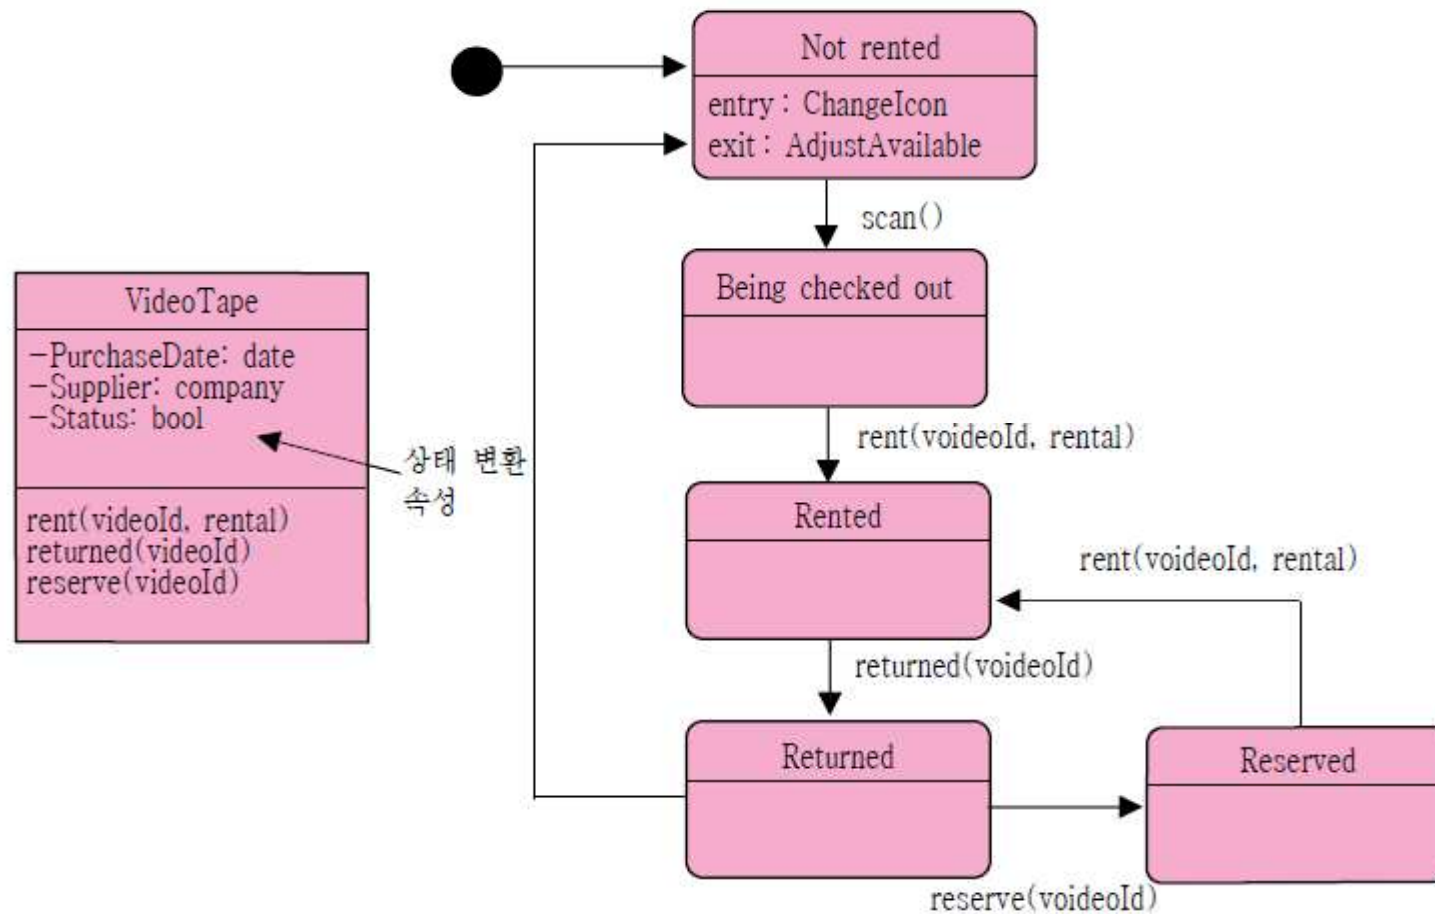 Not rented
entry : ChangeIcon
exit : AdjustAvailable
scan()
Being checked out
VideoTape
-PurchaseDate: date
-Supplier: company
-Status: bool
상태 변환
속성
rent(videoId, rental)
returned(videoId)
reserve(videoId)
rent(voideoId, rental)
Rented
rent(voideoId, rental)
returned(voideoId)
Returned
Reserved
reserve(voideoId)